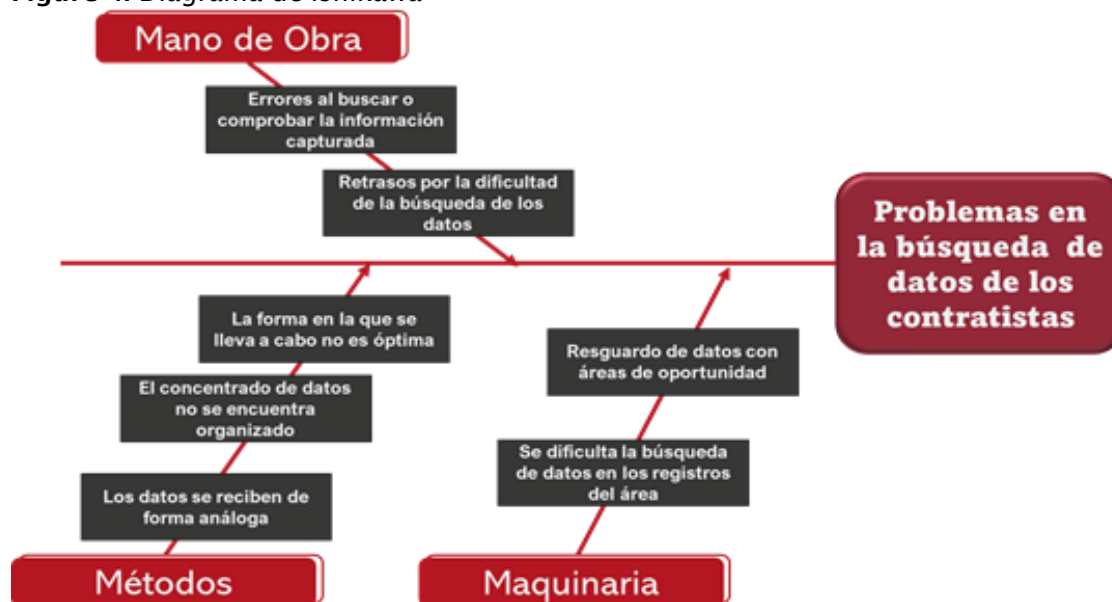 Mano de Obra
Errores al buscar o
comprobar la información
capturada
Retrasos por la dificultad
de la búsqueda de los
datos
Problemas en
la búsqueda de
datos de los
contratistas
La forma en la que se
lleva a cabo no es óptima
El concentrado de datos
no se encuentra
organizado
Los datos se reciben de
forma análoga
Métodos
Resguardo de datos con
áreas de oportunidad
Se dificulta la búsqueda
de datos en los registros
del área
Maquinaria